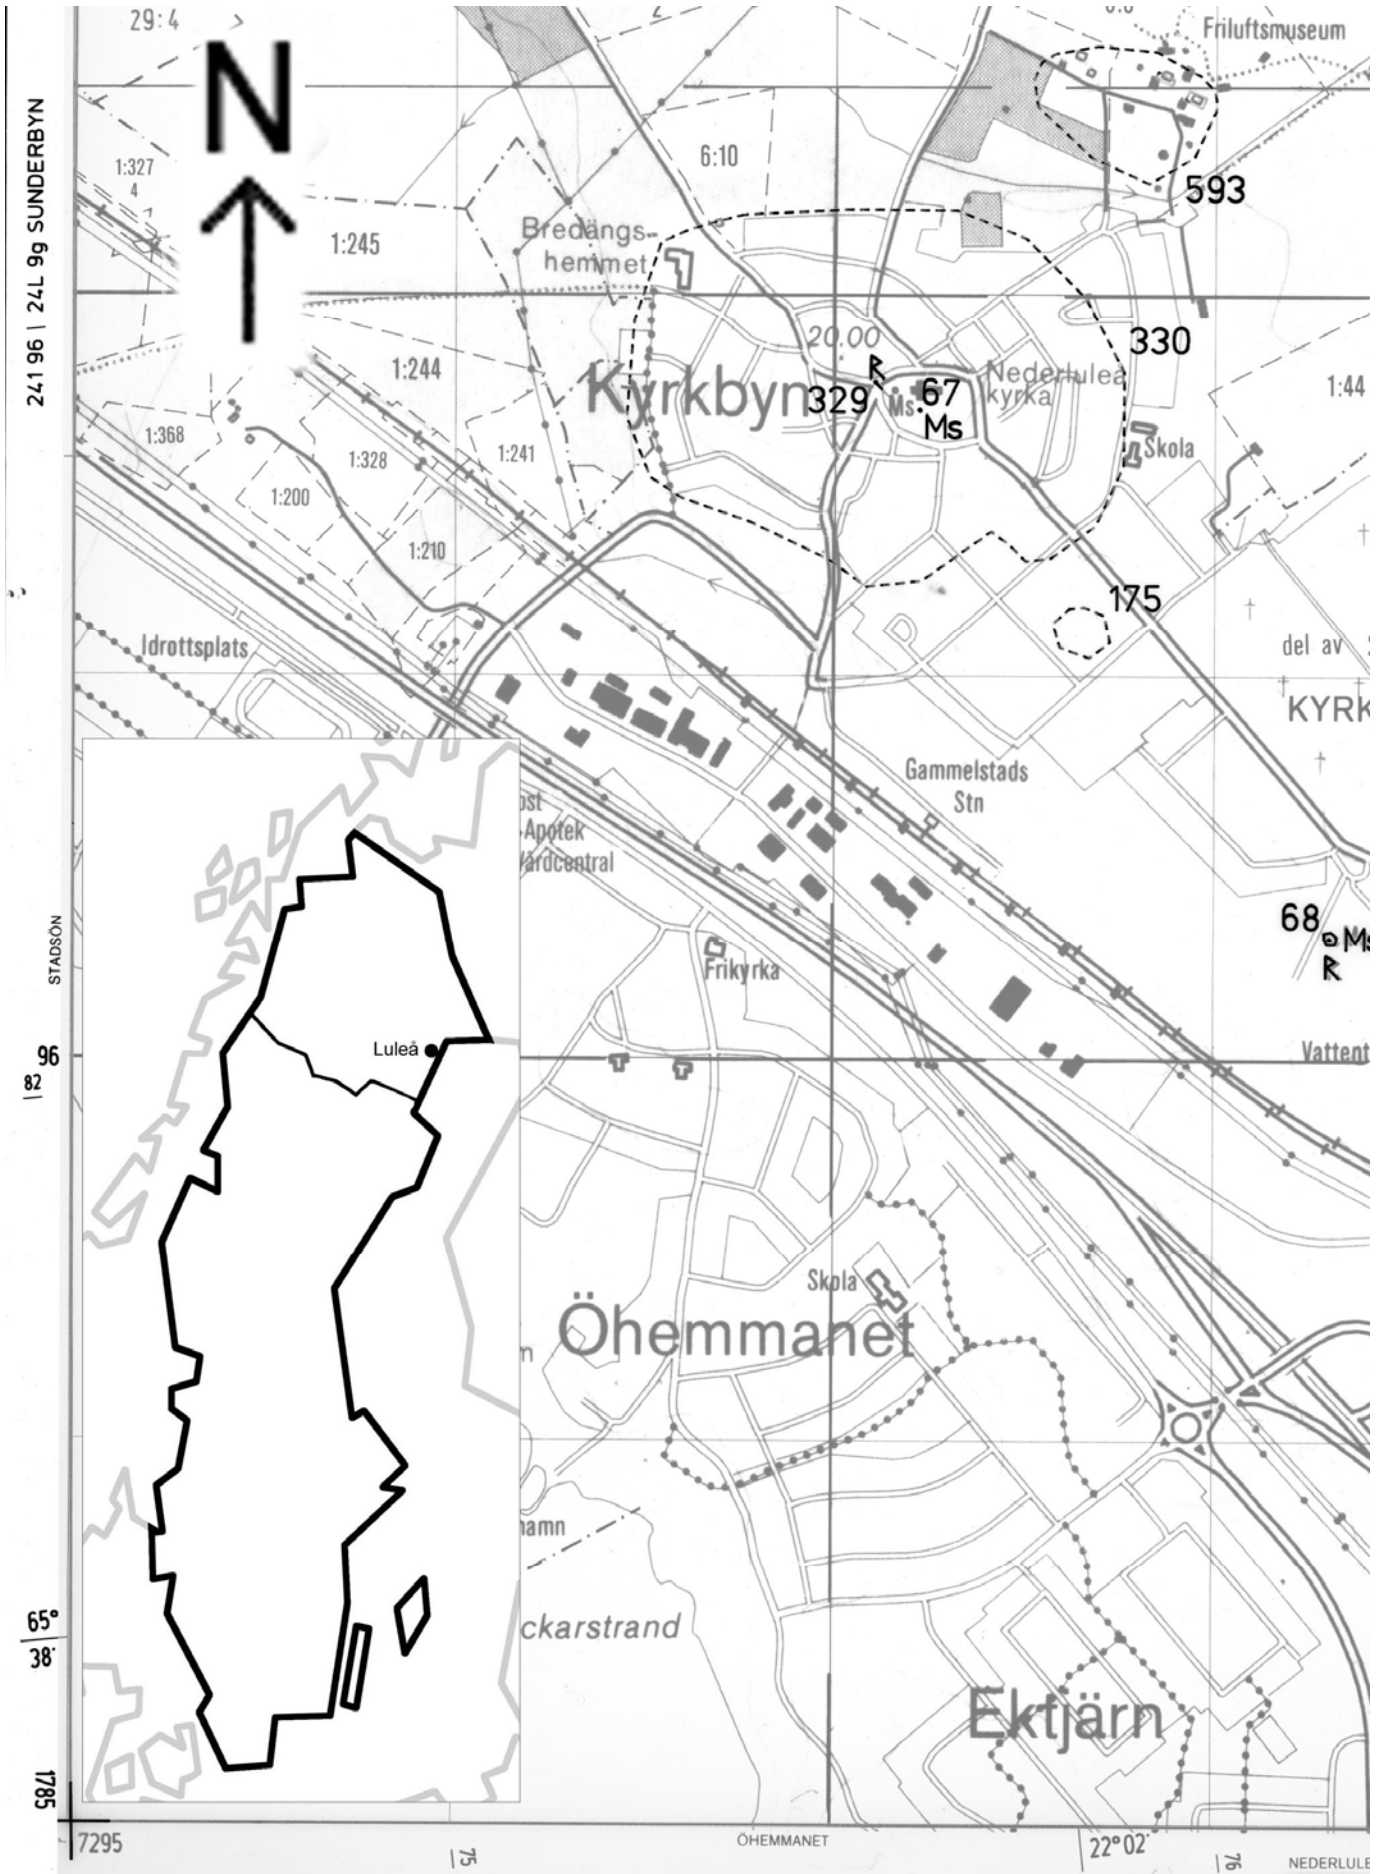 29:4
N
Friluftsmuseum
24196 | 24L 9g SUNDERBYN
1:327
4
6:10
593
1:245
Bredängs-
hemmet
20.00
330
1:244
R
Nederluleå
kyrka
1:44
Kyrkbyn
329
Ms
67
Ms
1:368
1:328
1:241
Skola
1:200
1:210
175
P
Idrottsplats
del av
KYRK
Gammelstads
Stn
ost
Apotek
Vårdcentral
68
Ms
R
STADSÖN
Frikyrka
Luleå
96
82
Vattent
Skola
Öhemmanet
m
hamn
65°
38'
ckarstrand
Ektjärn
1785
7295
75
ÖHEMMANET
22°02'
76
NEDERLULE